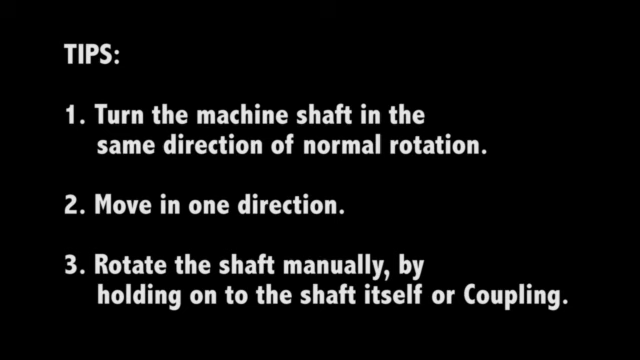 TIPS:
1. Turn the machine shaft in the
same direction of normal rotation.
2. Move in one direction.
3. Rotate the shaft manually, by
holding on to the shaft itself or Coupling.